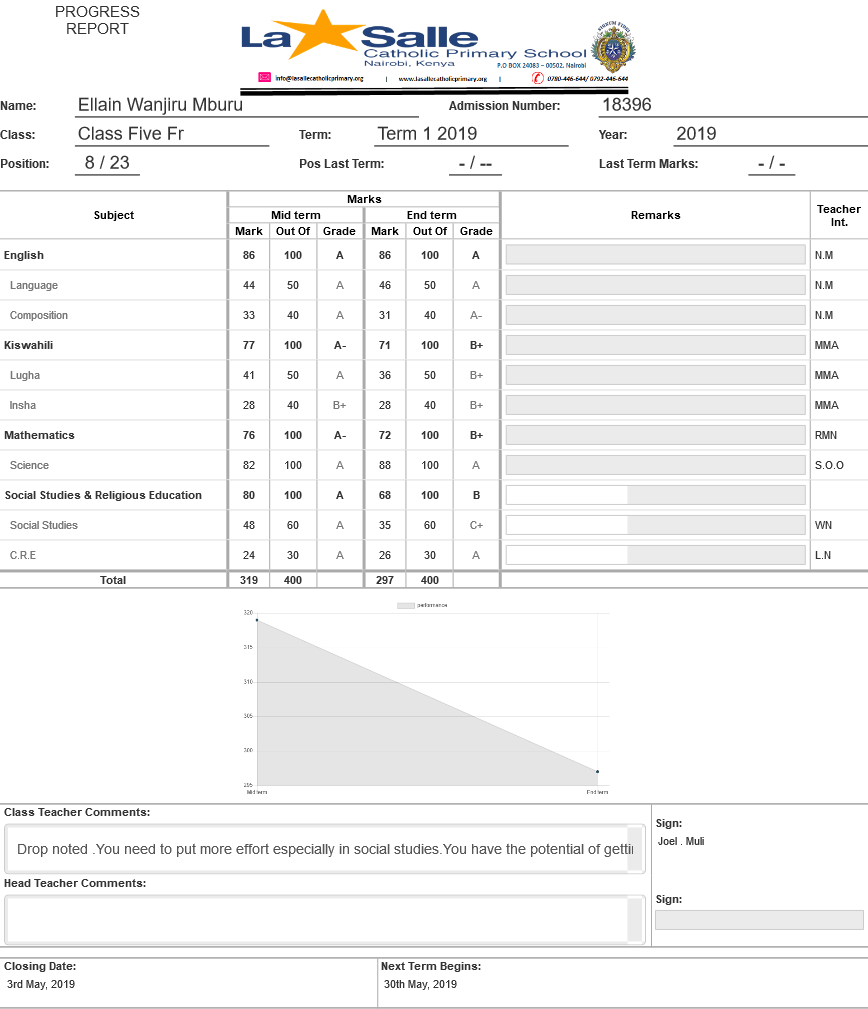 PROGRESS
REPORT
La Salle
Catholic Primary School
Nairobi, Kenya
P.O BOX 24083 – 00502, Nairobi
info@lasallecatholicprimary.org | www.lasallecatholicprimary.org | 0780-446-644/ 0792-446-644
Name: Ellain Wanjiru Mburu Admission Number: 18396
Class: Class Five Fr Term: Term 1 2019 Year: 2019
Position: 8 / 23 Pos Last Term: - / -- Last Term Marks: - / -
Subject Marks Remarks Teacher Int.
Mid term End term
Mark Out Of Grade Mark Out Of Grade
English 86 100 A 86 100 A N.M
Language 44 50 A 46 50 A N.M
Composition 33 40 A 31 40 A- N.M
Kiswahili 77 100 A- 71 100 B+ MMA
Lugha 41 50 A 36 50 B+ MMA
Insha 28 40 B+ 28 40 B+ MMA
Mathematics 76 100 A- 72 100 B+ RMN
Science 82 100 A 88 100 A S.O.O
Social Studies & Religious Education 80 100 A 68 100 B
Social Studies 48 60 A 35 60 C+ WN
C.R.E 24 30 A 26 30 A L.N
Total 319 400 297 400
performance
320
315
310
305
300
295
Mid term End term
Class Teacher Comments:
Sign:
Joel . Muli
Drop noted .You need to put more effort especially in social studies.You have the potential of getti
Head Teacher Comments:
Sign:
Closing Date: Next Term Begins:
3rd May, 2019 30th May, 2019